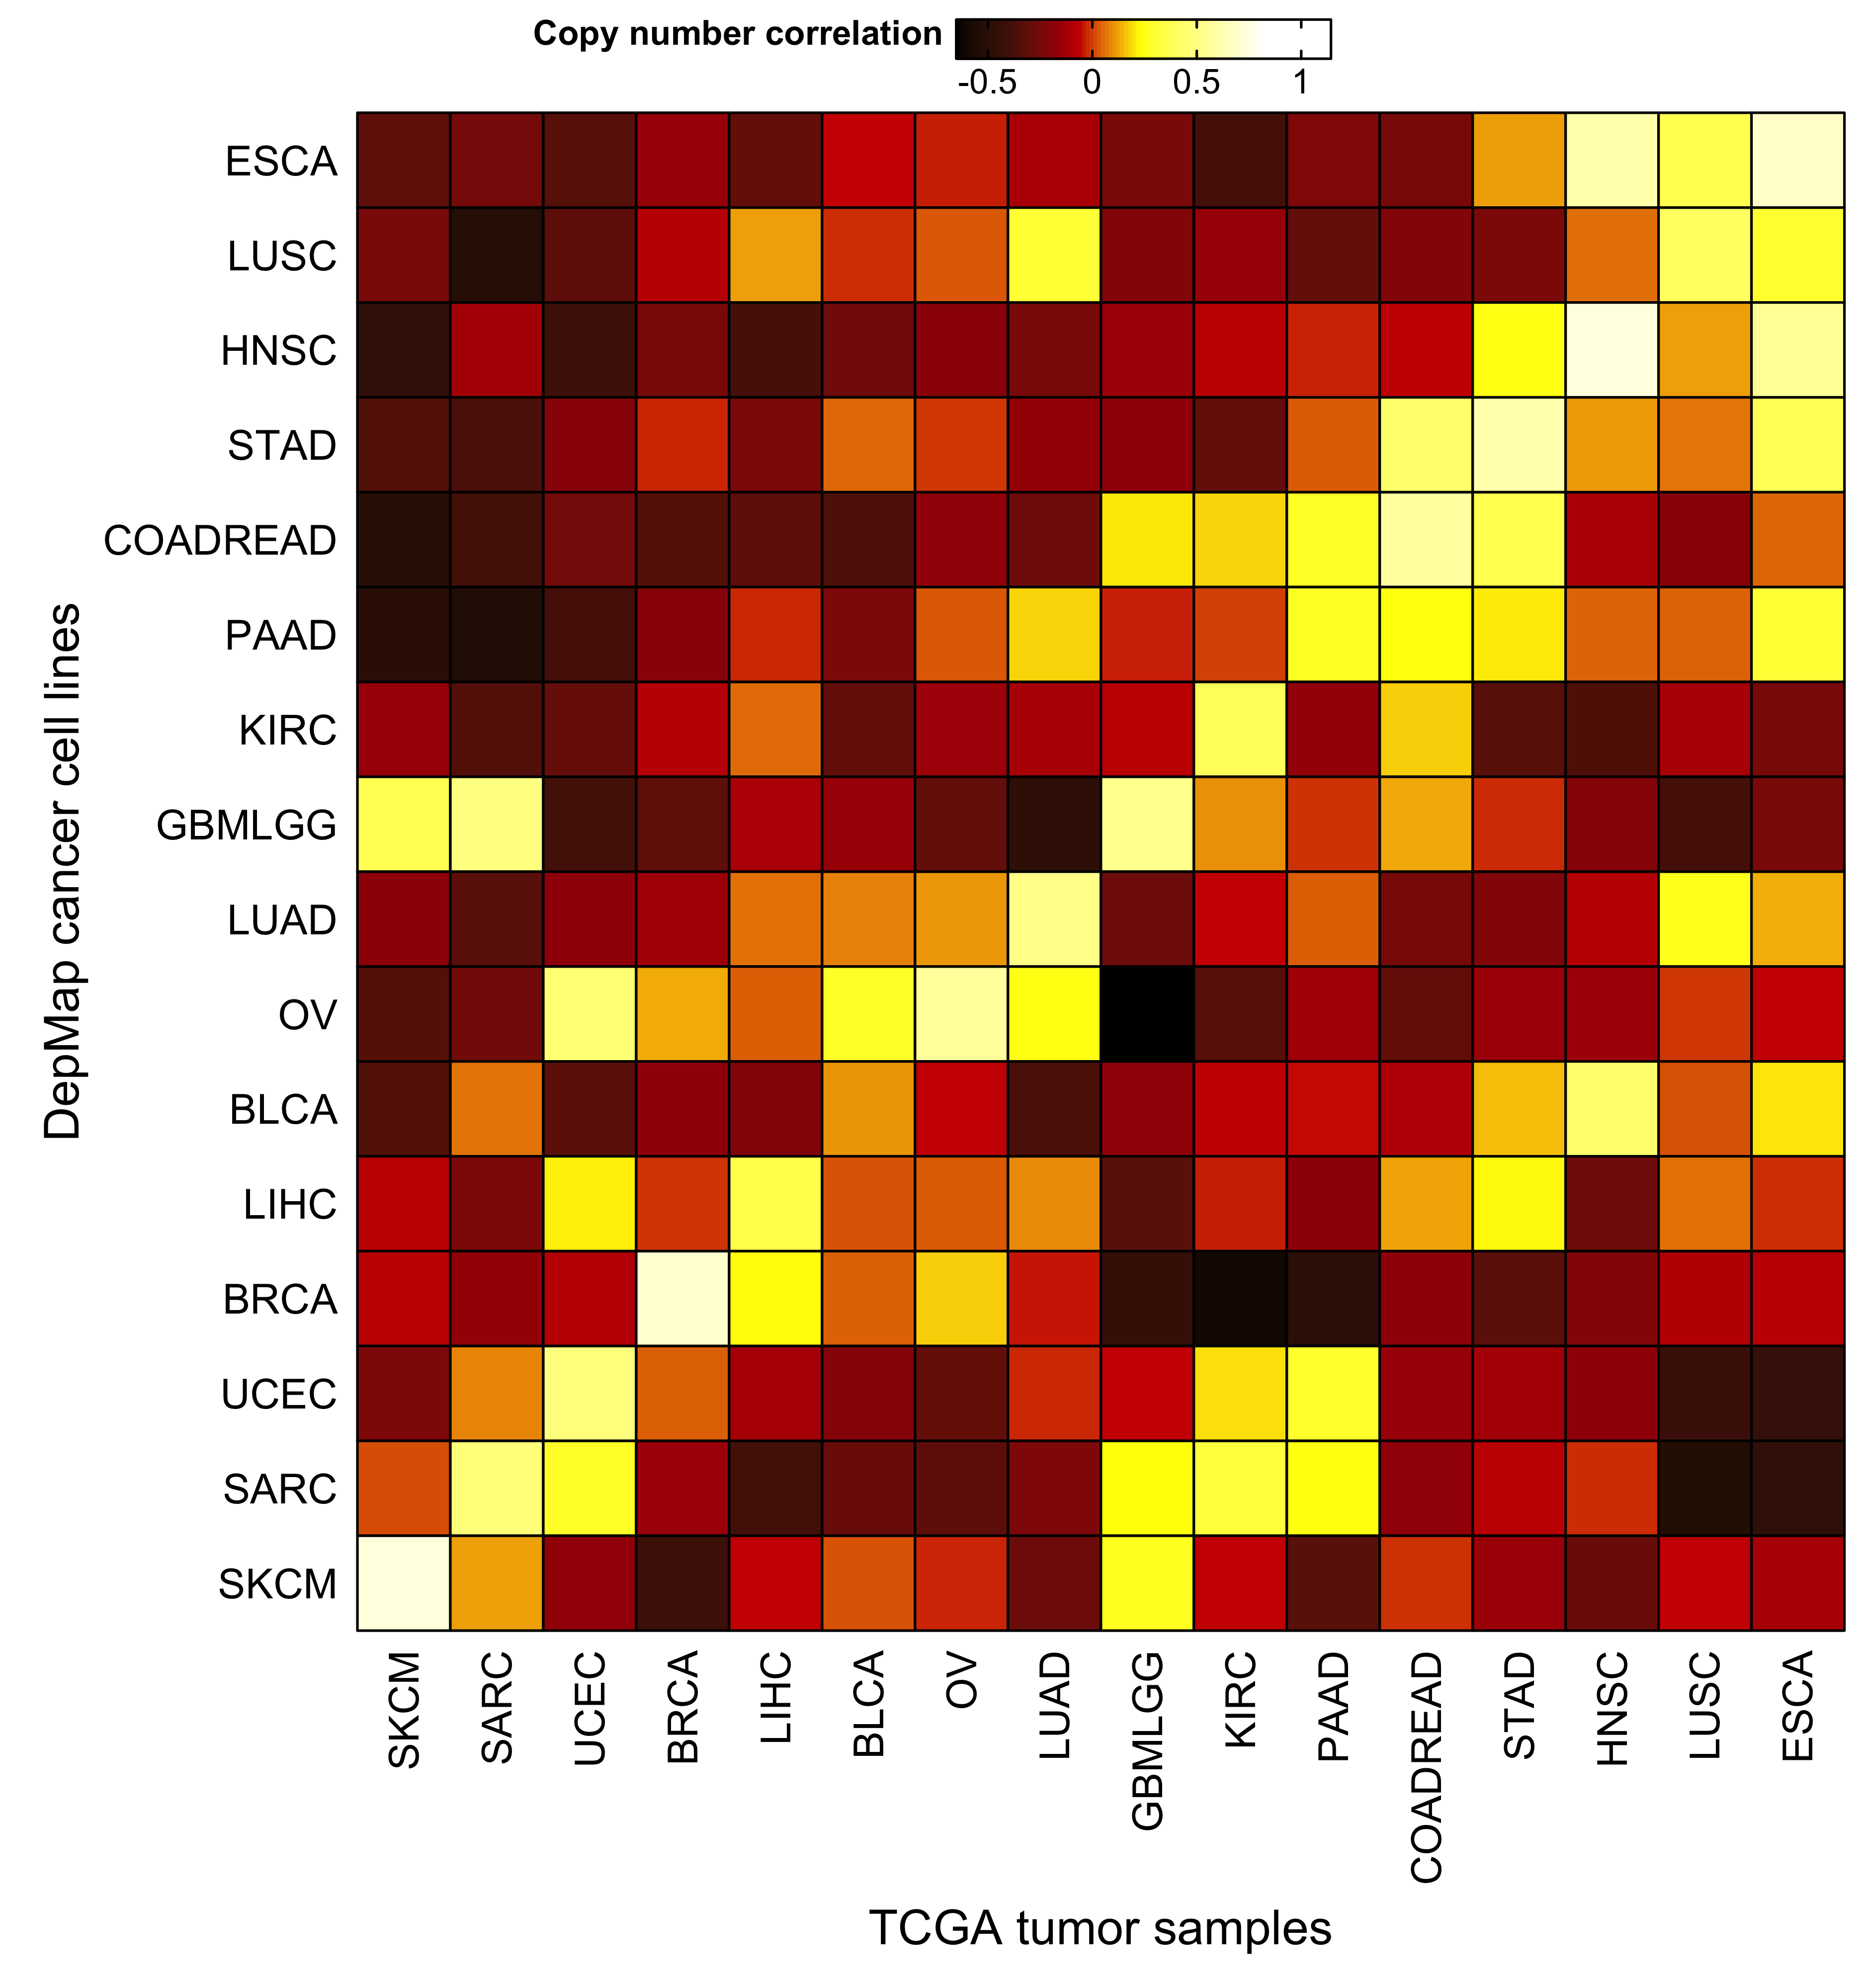 Copy number correlation
-0.5 0 0.5 1
ESCA
LUSC
HNSC
STAD
COADREAD
PAAD
KIRC
GBMLGG
LUAD
OV
BLCA
LIHC
BRCA
UCEC
SARC
SKCM
DepMap cancer cell lines
SKCM
SARC
UCEC
BRCA
LIHC
BLCA
OV
LUAD
GBMLGG
KIRC
PAAD
COADREAD
STAD
HNSC
LUSC
ESCA
TCGA tumor samples